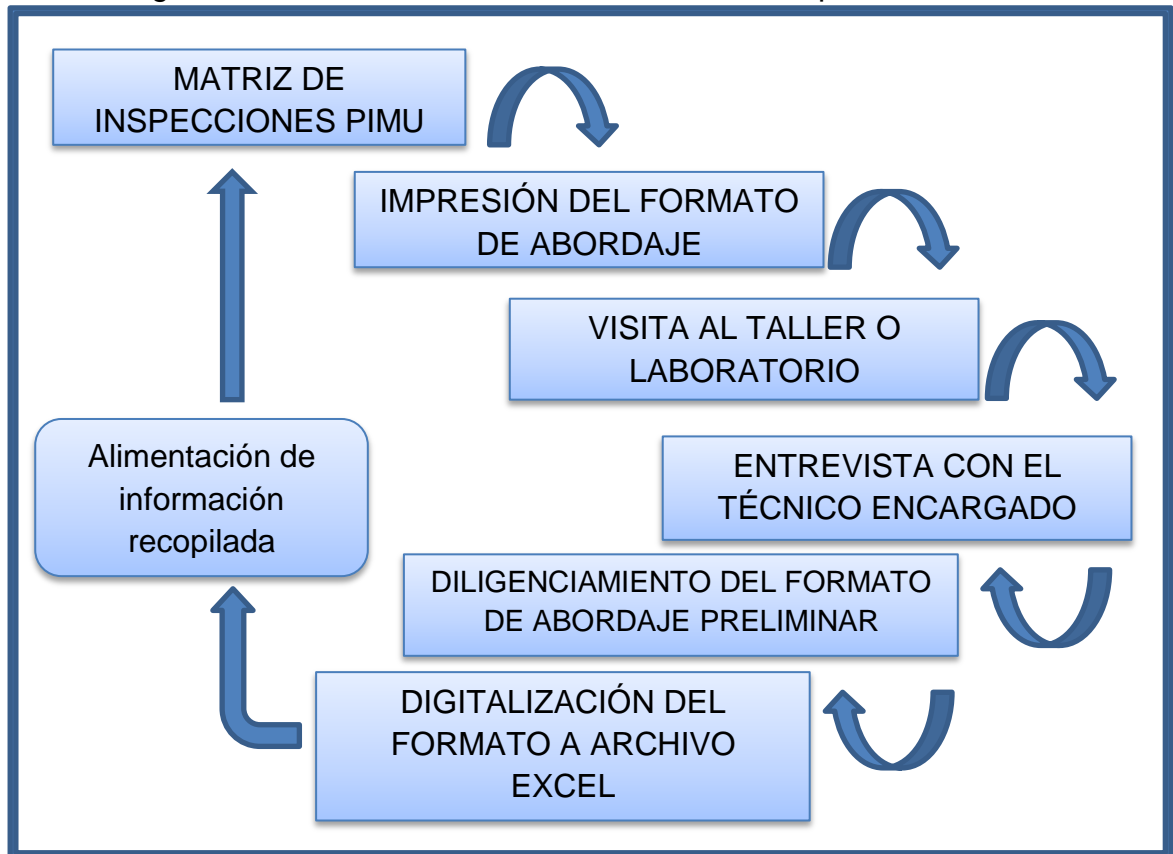 MATRIZ DE
INSPECCIONES PIMU
IMPRESIÓN DEL FORMATO
DE ABORDAJE
VISITA AL TALLER O
LABORATORIO
ENTREVISTA CON EL
TÉCNICO ENCARGADO
DILIGENCIAMIENTO DEL FORMATO
DE ABORDAJE PRELIMINAR
DIGITALIZACIÓN DEL
FORMATO A ARCHIVO
EXCEL
Alimentación de
información
recopilada